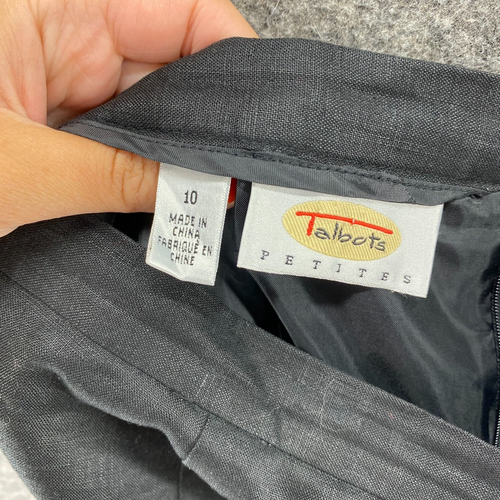 10
MADE IN
CHINA
FABRIQUÉ EN
CHINE
Talbots
PETITES